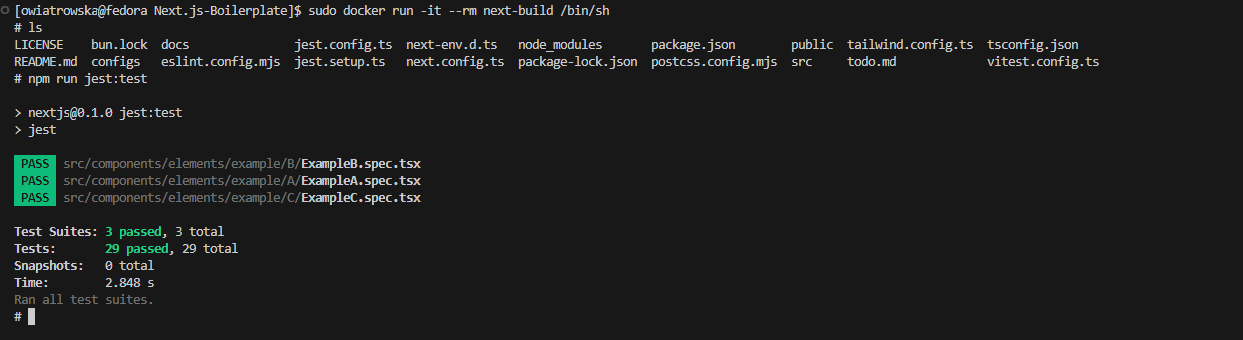 [owiatrowska@fedora Next.js-Boilerplate]$ sudo docker run -it --rm next-build /bin/sh
# ls
LICENSE    bun.lock  docs               jest.config.ts  next-env.d.ts   node_modules       package.json        public  tailwind.config.ts  tsconfig.json
README.md  configs   eslint.config.mjs  jest.setup.ts   next.config.ts  package-lock.json  postcss.config.mjs  src     todo.md             vitest.config.ts
# npm run jest:test
> nextjs@0.1.0 jest:test
> jest
PASS src/components/elements/example/B/ExampleB.spec.tsx
PASS src/components/elements/example/A/ExampleA.spec.tsx
PASS src/components/elements/example/C/ExampleC.spec.tsx
Test Suites: 3 passed, 3 total
Tests:       29 passed, 29 total
Snapshots:   0 total
Time:        2.848 s
Ran all test suites.
#